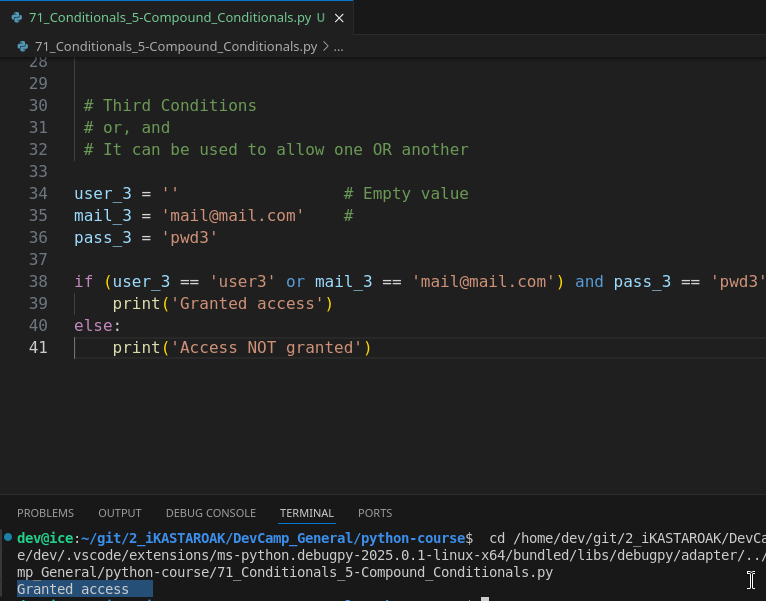 71_Conditionals_5-Compound_Conditionals.py U
71_Conditionals_5-Compound_Conditionals.py > ...
28
29
30 # Third Conditions
31 # or, and
32 # It can be used to allow one OR another
33
34 user_3 = '' # Empty value
35 mail_3 = 'mail@mail.com' #
36 pass_3 = 'pwd3'
37
38 if (user_3 == 'user3' or mail_3 == 'mail@mail.com') and pass_3 == 'pwd3'
39 print('Granted access')
40 else:
41 print('Access NOT granted')
PROBLEMS OUTPUT DEBUG CONSOLE TERMINAL PORTS
dev@ice:~/git/2_iKASTAROAK/DevCamp_General/python-course$ cd /home/dev/git/2_iKASTAROAK/DevCa
e/dev/.vscode/extensions/ms-python.debugpy-2025.0.1-linux-x64/bundled/libs/debugpy/adapter/../
mp_General/python-course/71_Conditionals_5-Compound_Conditionals.py
Granted access